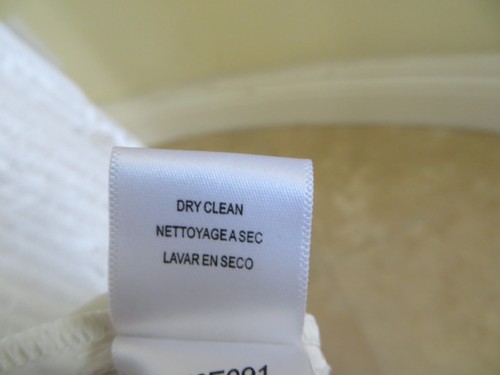 DRY CLEAN
NETTOYAGE A SEC
LAVAR EN SECO